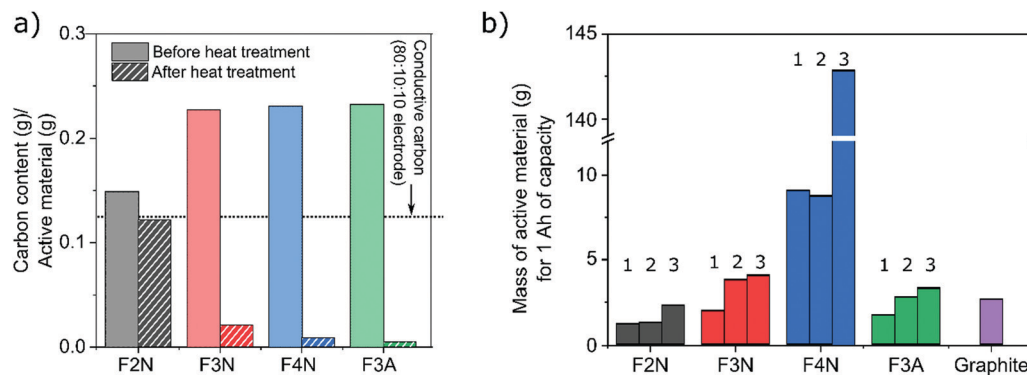 a)
Carbon content (g)/
Active material (g)
0.3
0.2
0.1
0.0
Before heat treatment
After heat treatment
Conductive carbon
(80:10:10 electrode)
F2N
F3N
F4N
F3A
b)
Mass of active material (g)
for 1 Ah of capacity
145
140
10
5
0
1 2 3
1 2 3
1 2 3
1 2 3
F2N
F3N
F4N
F3A
Graphite